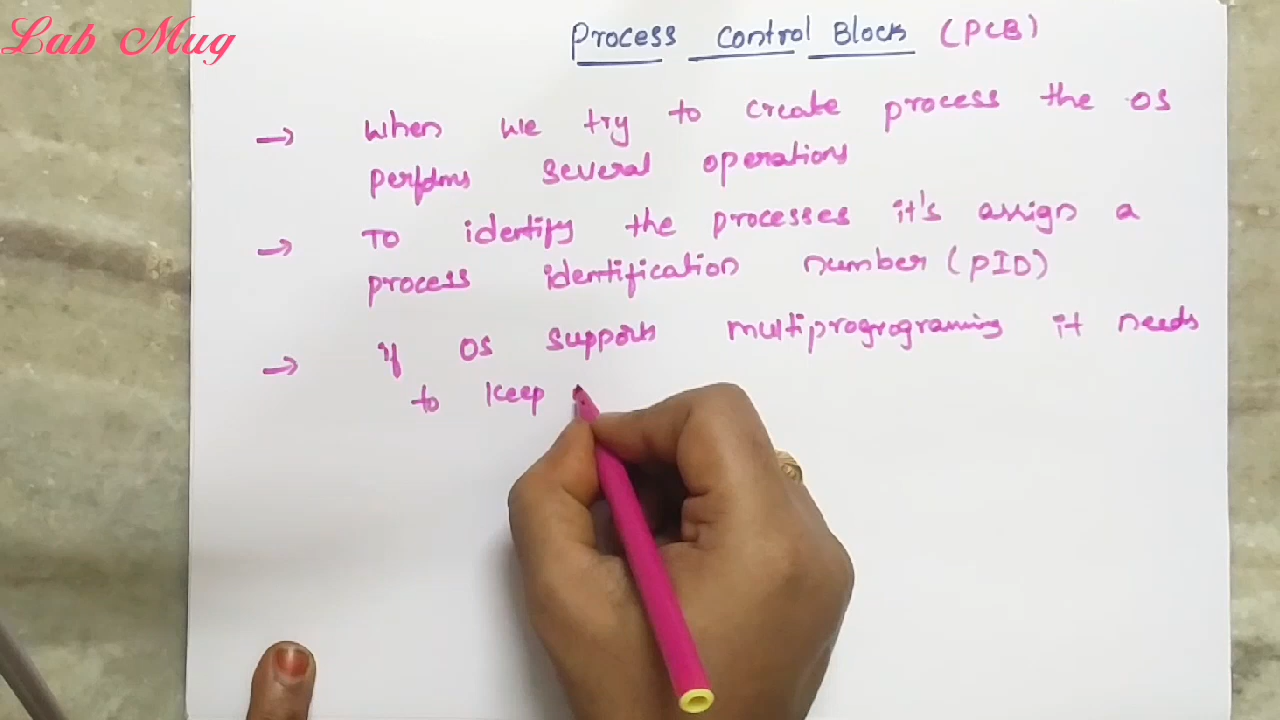 Lab Mug
Process Control Block (PCB)
→ When we try to create process the OS
performs several operations
→ To identify the processes it's assign a
process identification number (PID)
→ if OS supports multiprogrograming it needs
to keep